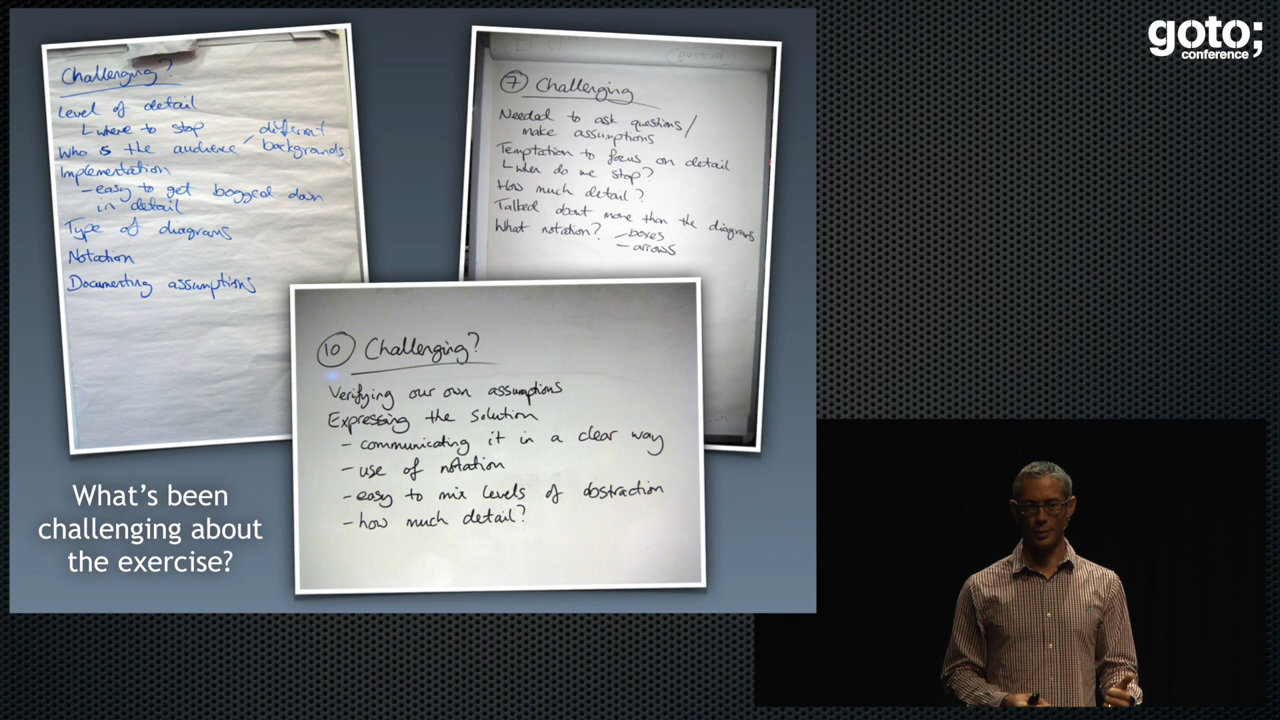 Challenging?
Level of detail
where to stop
Who is the audience
different
backgrounds
Implementation
- easy to get bogged down
in detail
Type of diagrams
Notation
Documenting assumptions
7 Challenging
Needed to ask questions/
make assumptions
Temptation to focus on detail
when do we stop?
How much detail?
Talked about more than the diagrams
What notation? - boxes
- arrows
10 Challenging?
Verifying our own assumptions
Expressing the solution
- communicating it in a clear way
- use of notation
- easy to mix levels of abstraction
- how much detail?
What's been
challenging about
the exercise?
goto;
conference